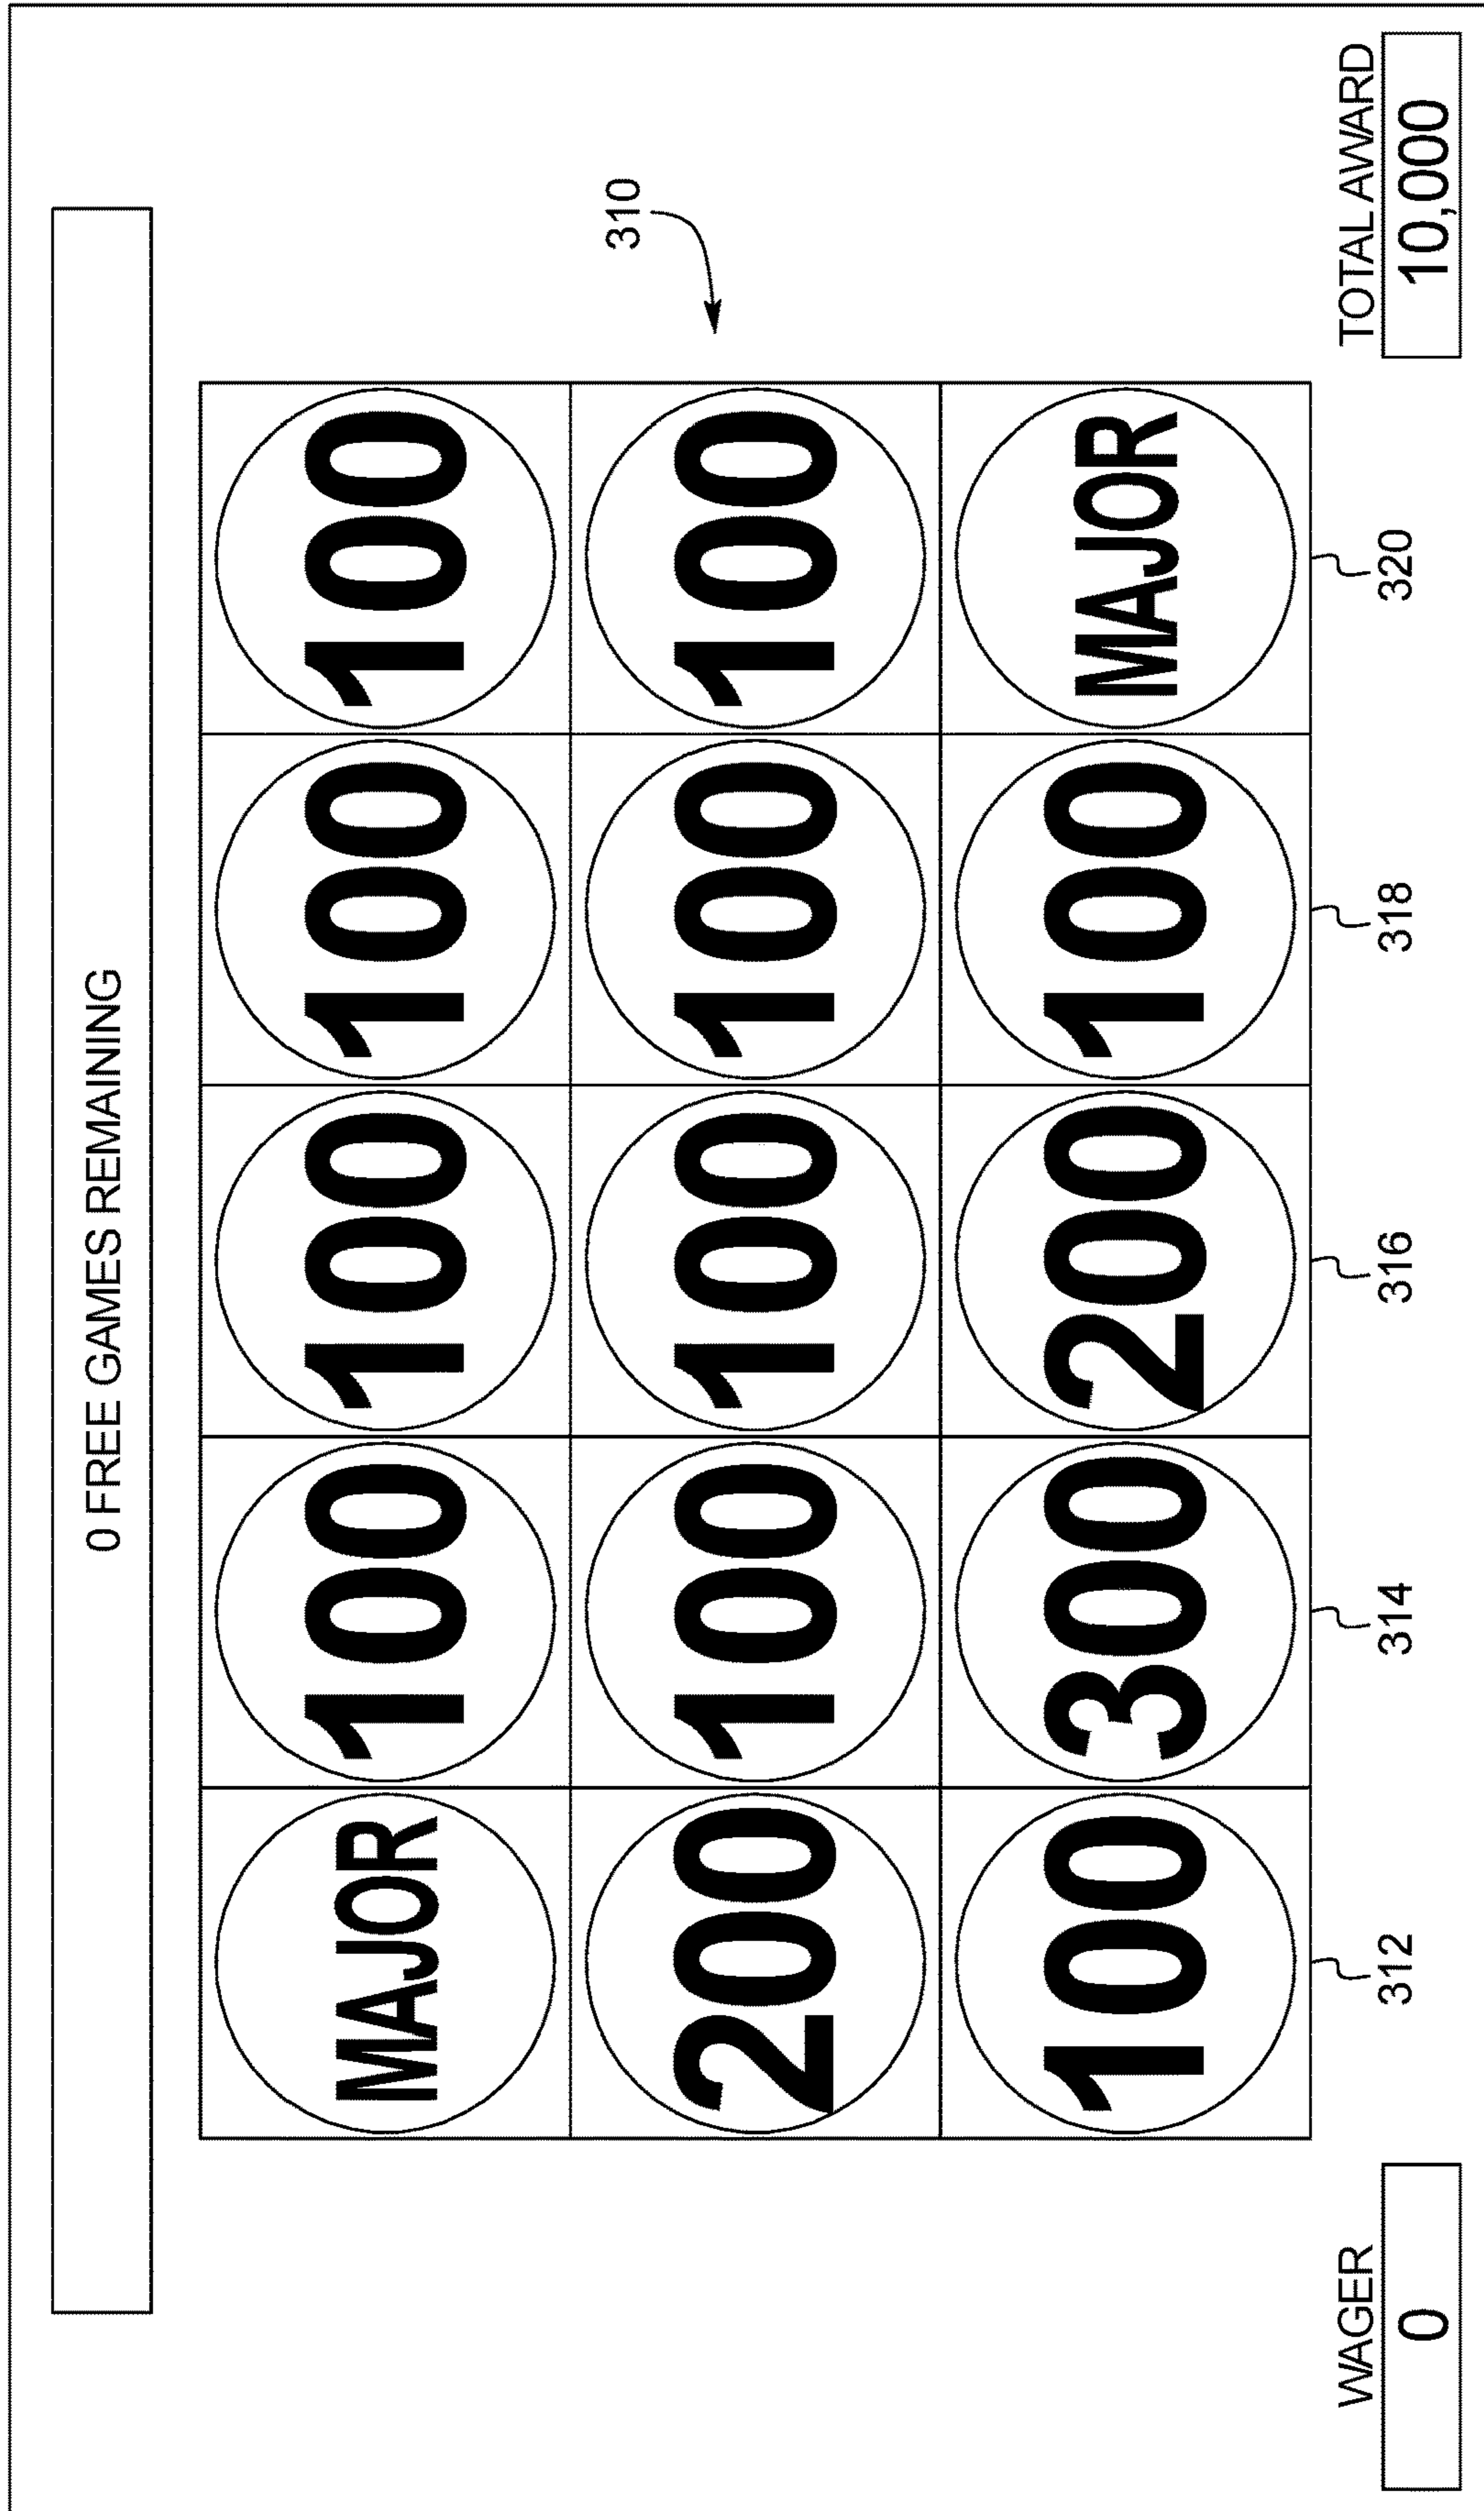 0 FREE GAMES REMAINING
310
MAJOR 100 100 100 100
200 100 100 100 100
100 300 200 100 MAJOR
312 314 316 318 320
WAGER TOTAL AWARD
0 10,000